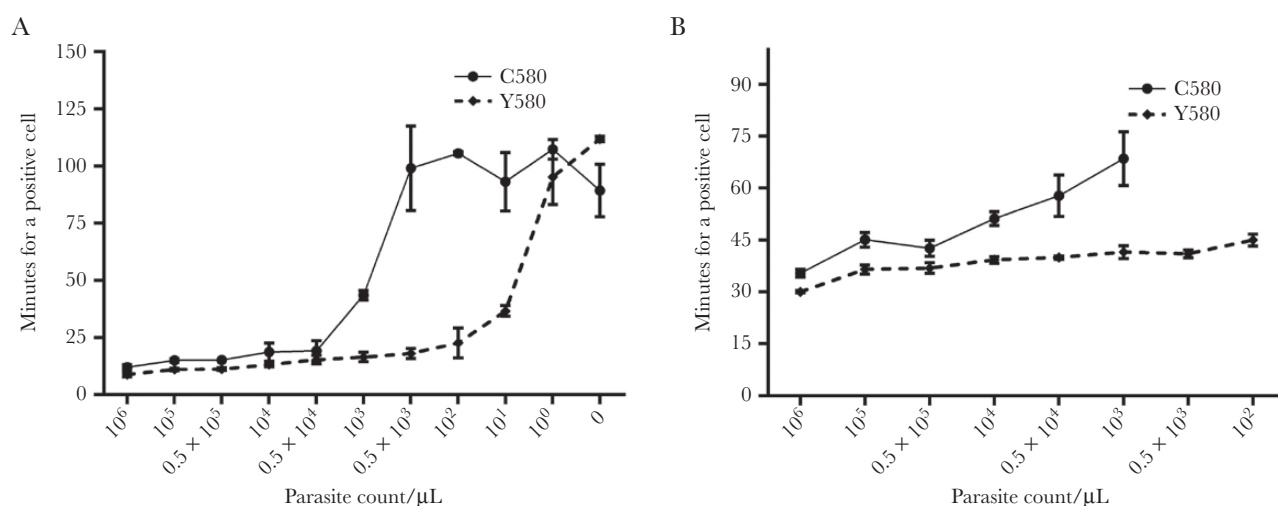 A
150
125
100
75
50
25
0
Minutes for a positive cell
C580
Y580
10⁶
10⁵
0.5 × 10⁵
10⁴
0.5 × 10⁴
10³
0.5 × 10³
10²
10¹
10⁰
0
Parasite count/μL
B
90
75
60
45
30
15
0
Minutes for a positive cell
C580
Y580
10⁶
10⁵
0.5 × 10⁵
10⁴
0.5 × 10⁴
10³
0.5 × 10³
10²
Parasite count/μL